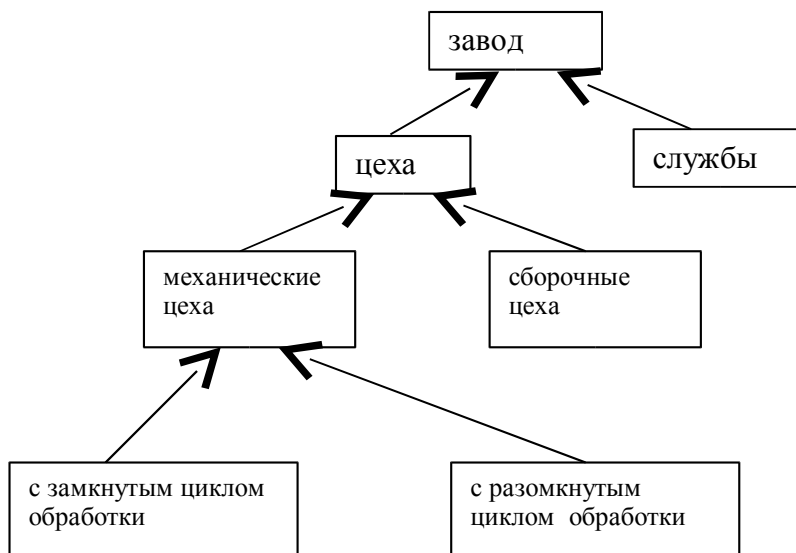 завод
цеха
службы
механические
цеха
сборочные
цеха
с замкнутым циклом
обработки
с разомкнутым
циклом обработки